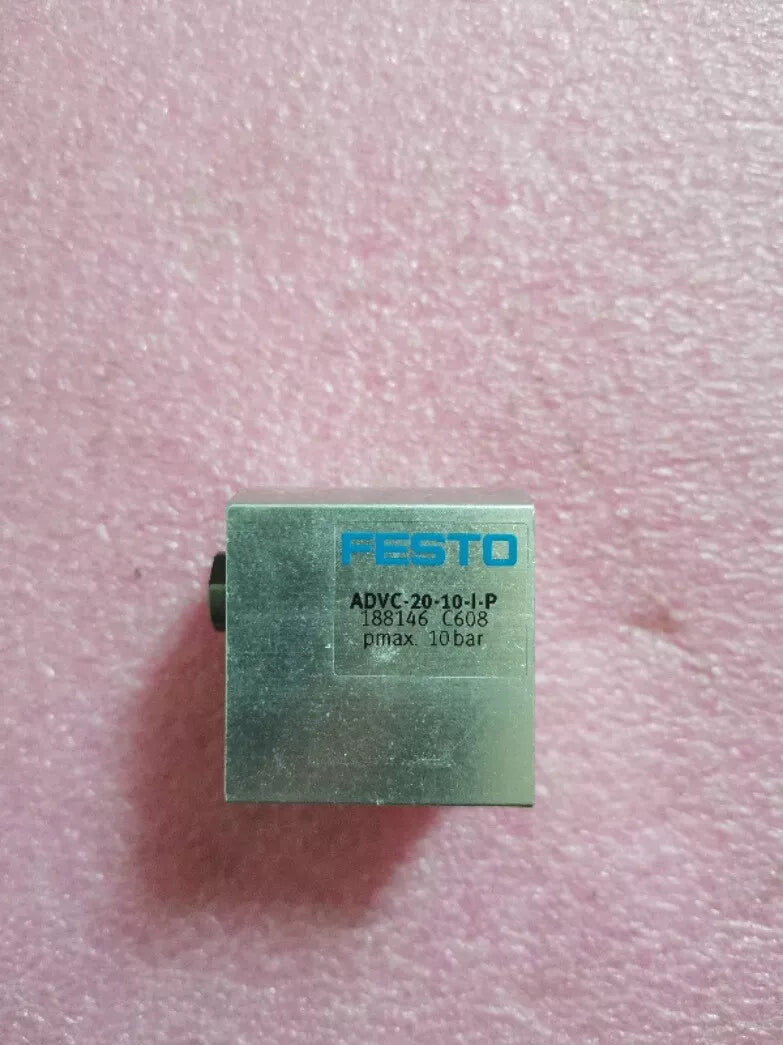 FESTO
ADVC-20-10-I-P
188146 C608
pmax. 10bar